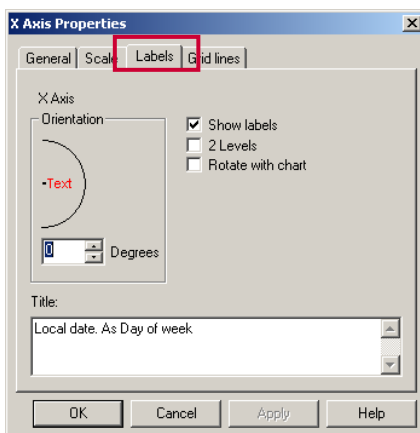 X Axis Properties
General Scale Labels Grid lines
X Axis
Orientation
-Text
0 Degrees
Show labels
2 Levels
Rotate with chart
Title:
Local date. As Day of week
OK Cancel Apply Help